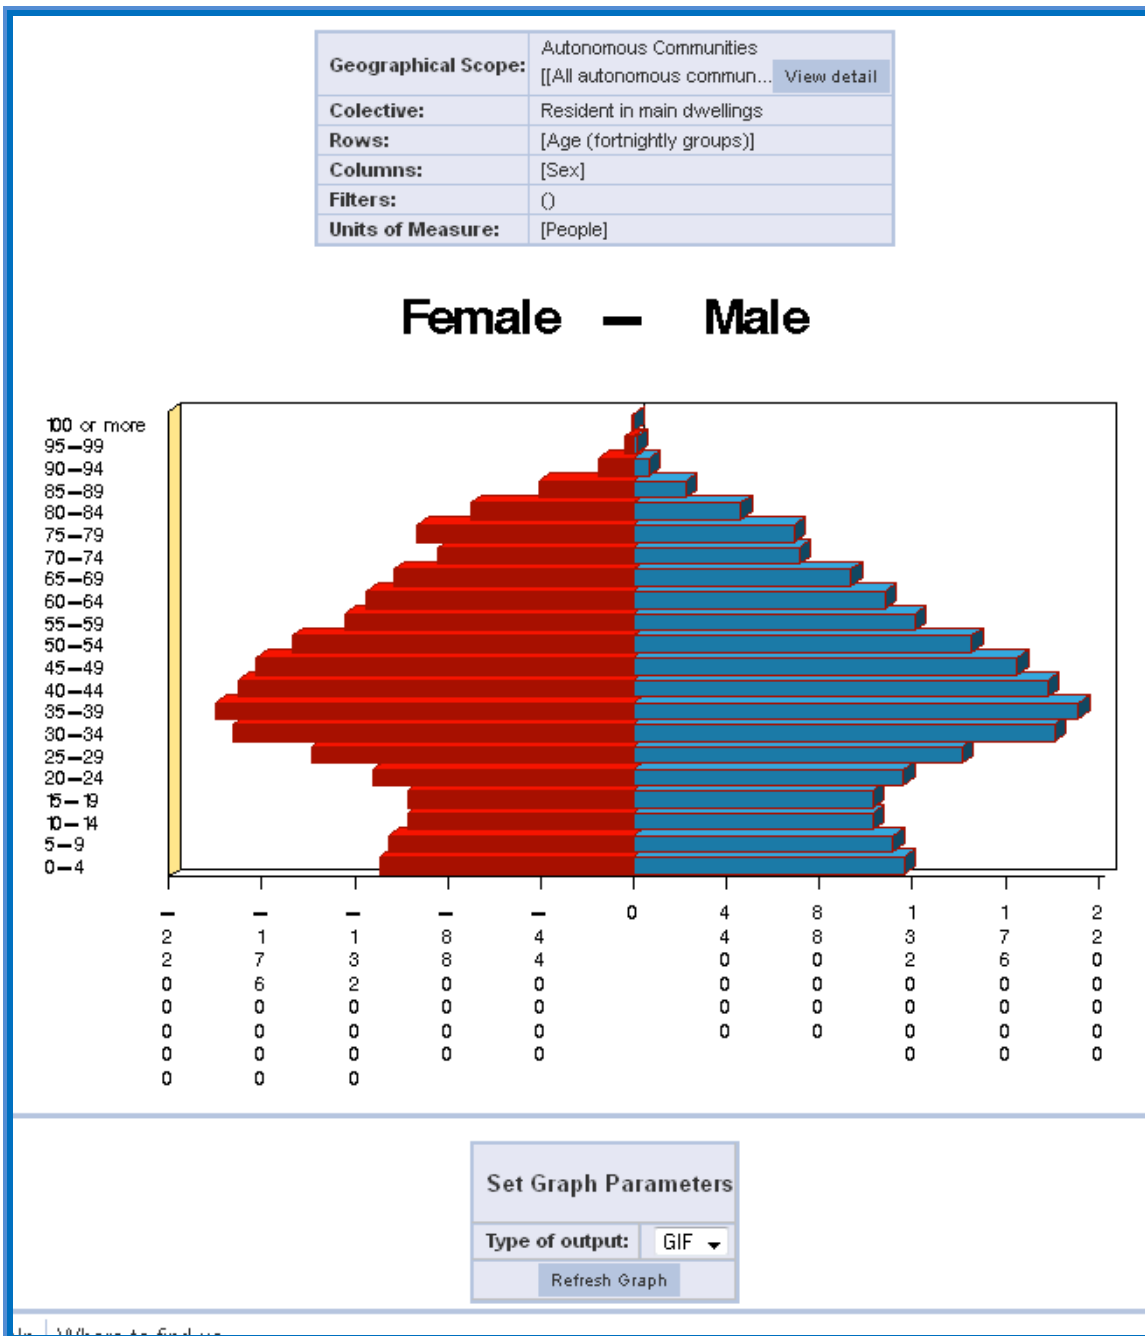 Geographical Scope:
Autonomous Communities
[[All autonomous commun... View detail
Colective: Resident in main dwellings
Rows: [Age (fortnightly groups)]
Columns: [Sex]
Filters: ()
Units of Measure: [People]
Female – Male
100 or more
95-99
90-94
85-89
80-84
75-79
70-74
65-69
60-64
55-59
50-54
45-49
40-44
35-39
30-34
25-29
20-24
15-19
10-14
5-9
0-4
-2200000 -1760000 -1320000 -880000 -440000 0 440000 880000 1320000 1760000 2200000
Set Graph Parameters
Type of output: GIF
Refresh Graph
Where to find us